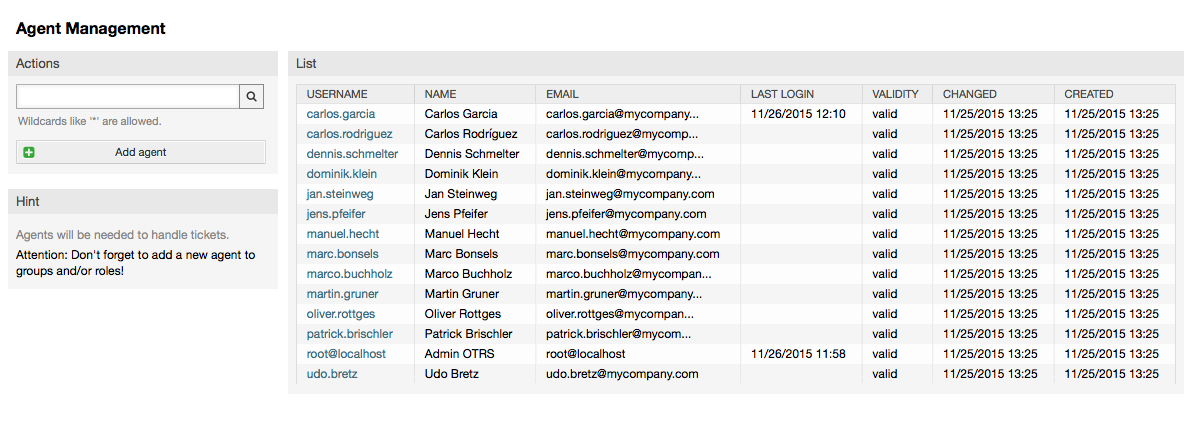 Agent Management
Actions
Wildcards like '*' are allowed.
Add agent
Hint
Agents will be needed to handle tickets.
Attention: Don't forget to add a new agent to
groups and/or roles!
List
USERNAME NAME EMAIL LAST LOGIN VALIDITY CHANGED CREATED
carlos.garcia Carlos Garcia carlos.garcia@mycompany... 11/26/2015 12:10 valid 11/25/2015 13:25 11/25/2015 13:25
carlos.rodriguez Carlos Rodríguez carlos.rodriguez@mycomp... valid 11/25/2015 13:25 11/25/2015 13:25
dennis.schmelter Dennis Schmelter dennis.schmelter@mycomp... valid 11/25/2015 13:25 11/25/2015 13:25
dominik.klein Dominik Klein dominik.klein@mycompany... valid 11/25/2015 13:25 11/25/2015 13:25
jan.steinweg Jan Steinweg jan.steinweg@mycompany.com valid 11/25/2015 13:25 11/25/2015 13:25
jens.pfeifer Jens Pfeifer jens.pfeifer@mycompany.com valid 11/25/2015 13:25 11/25/2015 13:25
manuel.hecht Manuel Hecht manuel.hecht@mycompany.com valid 11/25/2015 13:25 11/25/2015 13:25
marc.bonsels Marc Bonsels marc.bonsels@mycompany.com valid 11/25/2015 13:25 11/25/2015 13:25
marco.buchholz Marco Buchholz marco.buchholz@mycompan... valid 11/25/2015 13:25 11/25/2015 13:25
martin.gruner Martin Gruner martin.gruner@mycompany... valid 11/25/2015 13:25 11/25/2015 13:25
oliver.rottges Oliver Rottges oliver.rottges@mycompan... valid 11/25/2015 13:25 11/25/2015 13:25
patrick.brischler Patrick Brischler patrick.brischler@mycom... valid 11/25/2015 13:25 11/25/2015 13:25
root@localhost Admin OTRS root@localhost 11/26/2015 11:58 valid 11/25/2015 13:25 11/25/2015 13:25
udo.bretz Udo Bretz udo.bretz@mycompany.com valid 11/25/2015 13:25 11/25/2015 13:25